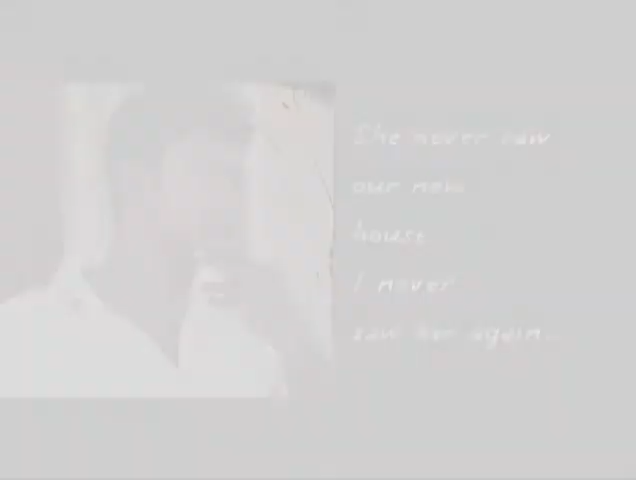 She never saw
our new
house.
I never
saw her again...